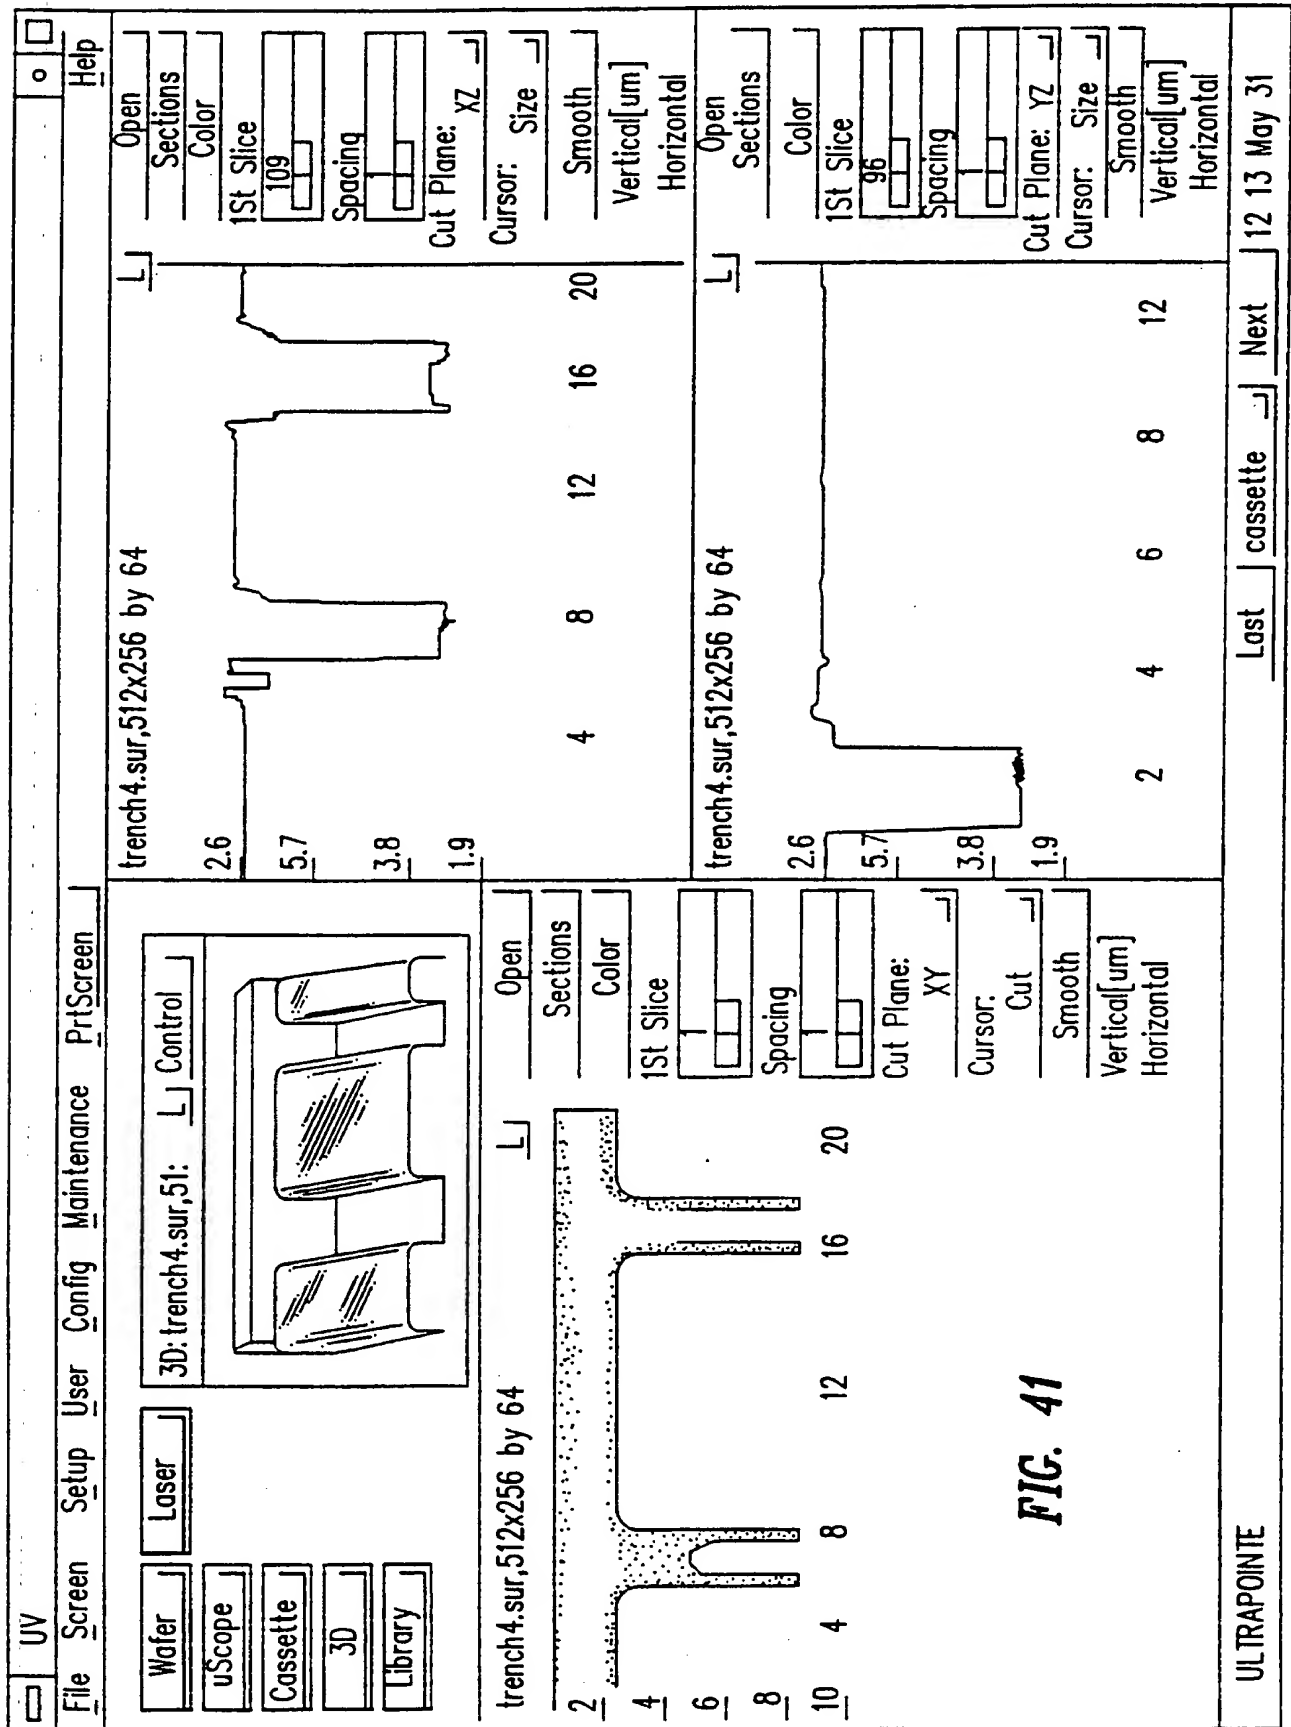 UV
File Screen Setup User Config Maintenance PrtScreen Help
Wafer
Laser
uScope
Cassette
3D
Library
3D: trench4.sur,51: L Control
trench4.sur,512x256 by 64 L
2
4
6
8
10
4 8 12 16 20
Open
Sections
Color
1St Slice
1
Spacing
1
Cut Plane:
XY
Cursor:
Cut
Smooth
Vertical[um]
Horizontal
FIG. 41
trench4.sur,512x256 by 64 L
2.6
5.7
3.8
1.9
4 8 12 16 20
Open
Sections
Color
1St Slice
109
Spacing
1
Cut Plane:
XZ
Cursor:
Size
Smooth
Vertical[um]
Horizontal
trench4.sur,512x256 by 64 L
2.6
5.7
3.8
1.9
2 4 6 8 12
Open
Sections
Color
1St Slice
96
Spacing
1
Cut Plane: YZ
Cursor: Size
Smooth
Vertical[um]
Horizontal
ULTRAPOINTE Last cassette Next 12 13 May 31